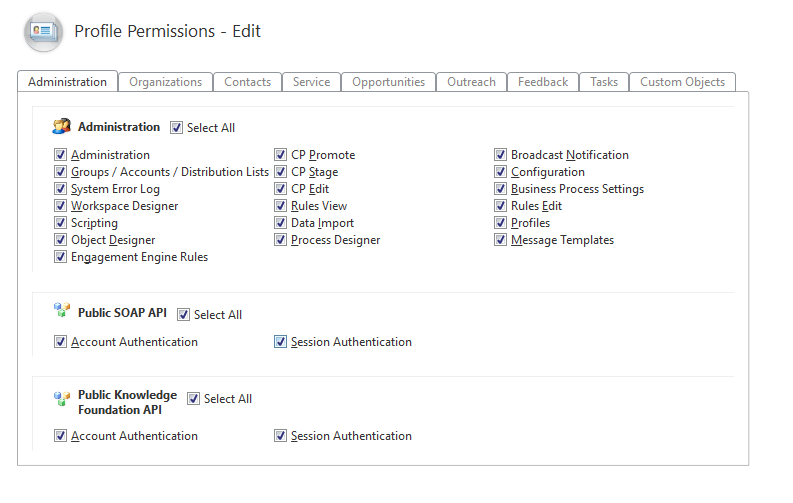 Profile Permissions - Edit
Administration Organizations Contacts Service Opportunities Outreach Feedback Tasks Custom Objects
Administration Select All
Administration CP Promote Broadcast Notification
Groups / Accounts / Distribution Lists CP Stage Configuration
System Error Log CP Edit Business Process Settings
Workspace Designer Rules View Rules Edit
Scripting Data Import Profiles
Object Designer Process Designer Message Templates
Engagement Engine Rules
Public SOAP API Select All
Account Authentication Session Authentication
Public Knowledge Select All
Foundation API
Account Authentication Session Authentication